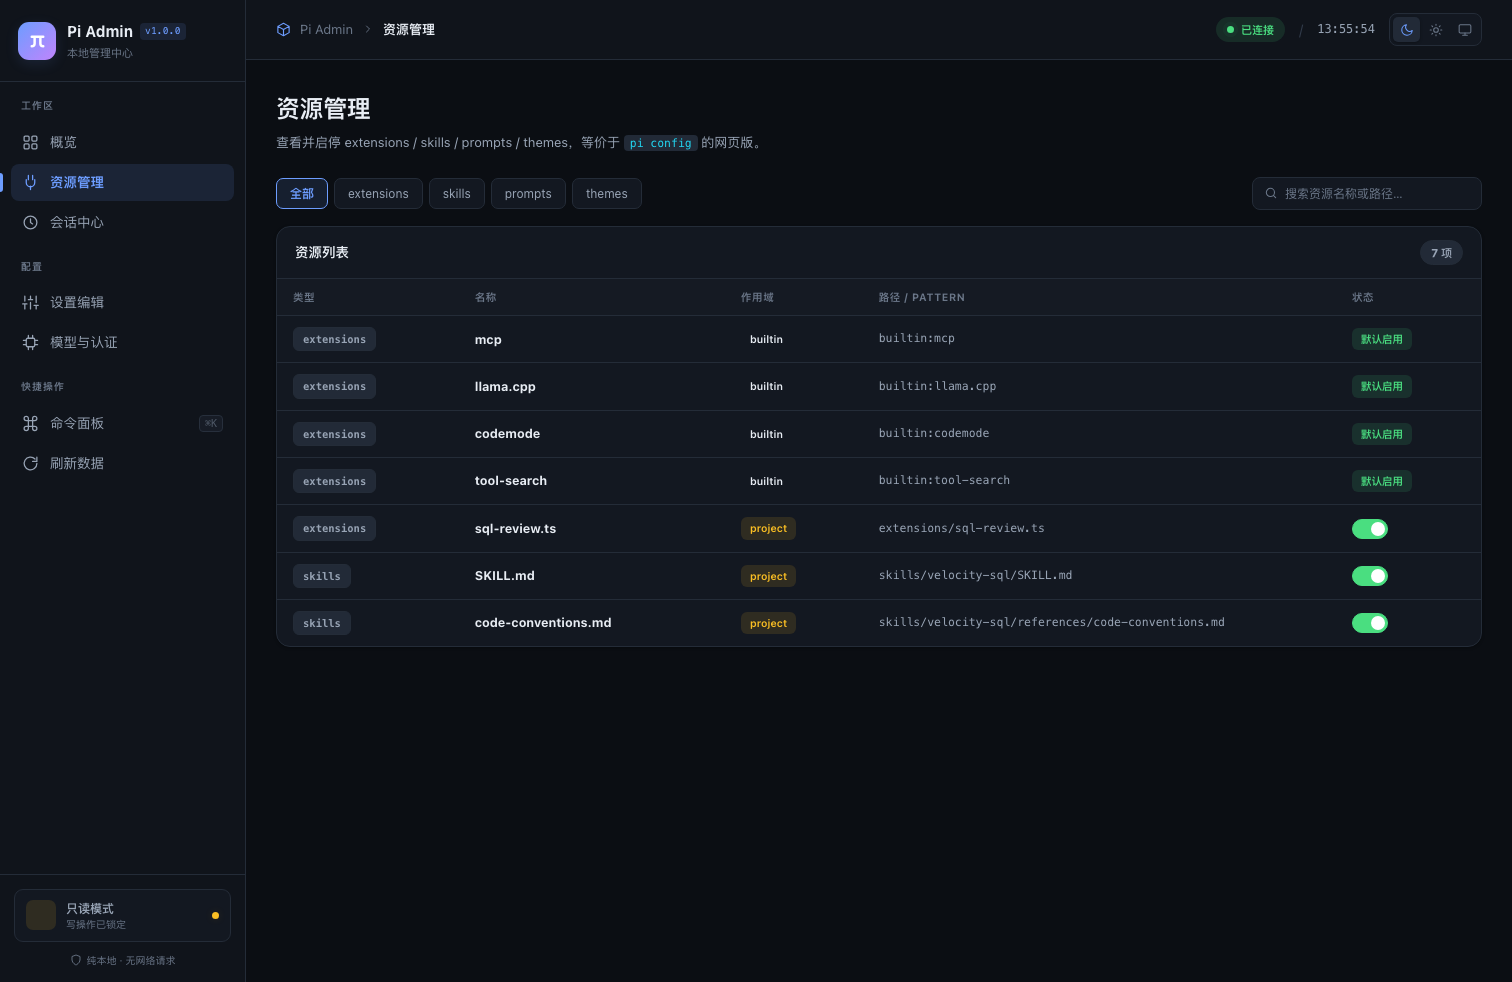 π
Pi Admin v1.0.0
本地管理中心
工作区
概览
资源管理
会话中心
配置
设置编辑
模型与认证
快捷操作
命令面板 ⌘K
刷新数据
只读模式
写操作已锁定
纯本地 · 无网络请求
Pi Admin > 资源管理
已连接 / 13:55:54
资源管理
查看并启停 extensions / skills / prompts / themes，等价于 pi config 的网页版。
全部 extensions skills prompts themes
搜索资源名称或路径...
资源列表 7 项
类型 名称 作用域 路径 / PATTERN 状态
extensions mcp builtin builtin:mcp 默认启用
extensions llama.cpp builtin builtin:llama.cpp 默认启用
extensions codemode builtin builtin:codemode 默认启用
extensions tool-search builtin builtin:tool-search 默认启用
extensions sql-review.ts project extensions/sql-review.ts
skills SKILL.md project skills/velocity-sql/SKILL.md
skills code-conventions.md project skills/velocity-sql/references/code-conventions.md